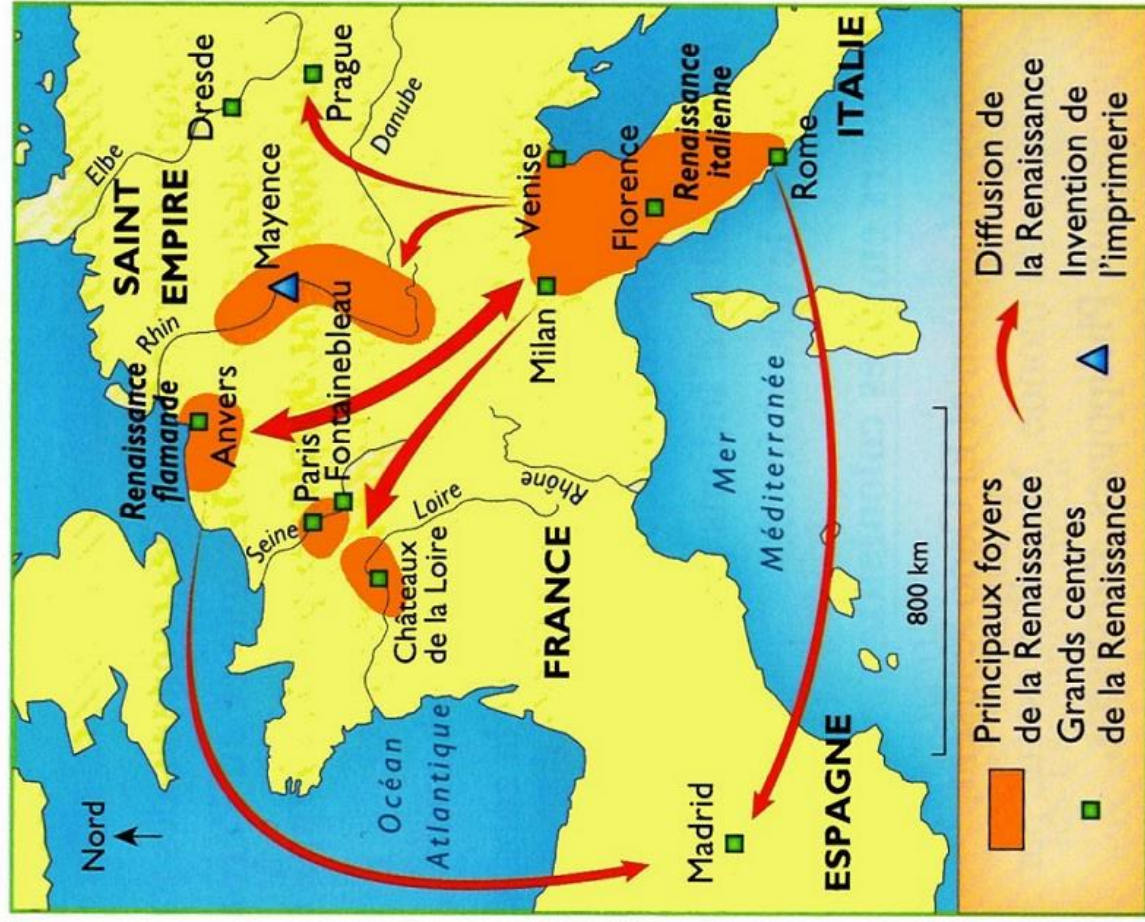 Nord
Elbe
Dresde
SAINT
EMPIRE
Prague
Renaissance
flamande
Rhin
Mayence
Anvers
Danube
Seine
Paris
Fontainebleau
Châteaux
de la Loire
Loire
Océan
Atlantique
Venise
Milan
Florence
Renaissance
italienne
Rhône
FRANCE
Rome
ITALIE
Mer
Méditerranée
Madrid
ESPAGNE
800 km
Principaux foyers
de la Renaissance
Grands centres
de la Renaissance
Diffusion de
la Renaissance
Invention de
l'imprimerie